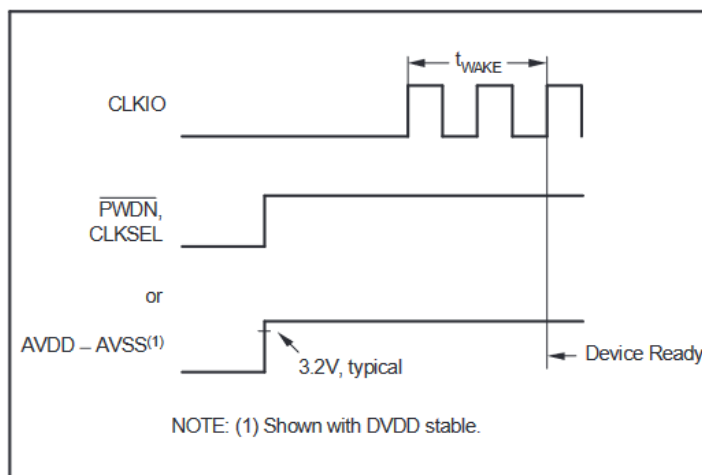 tWAKE
CLKIO
PWDN,
CLKSEL
or
AVDD – AVSS(1)
3.2V, typical
Device Ready
NOTE: (1) Shown with DVDD stable.